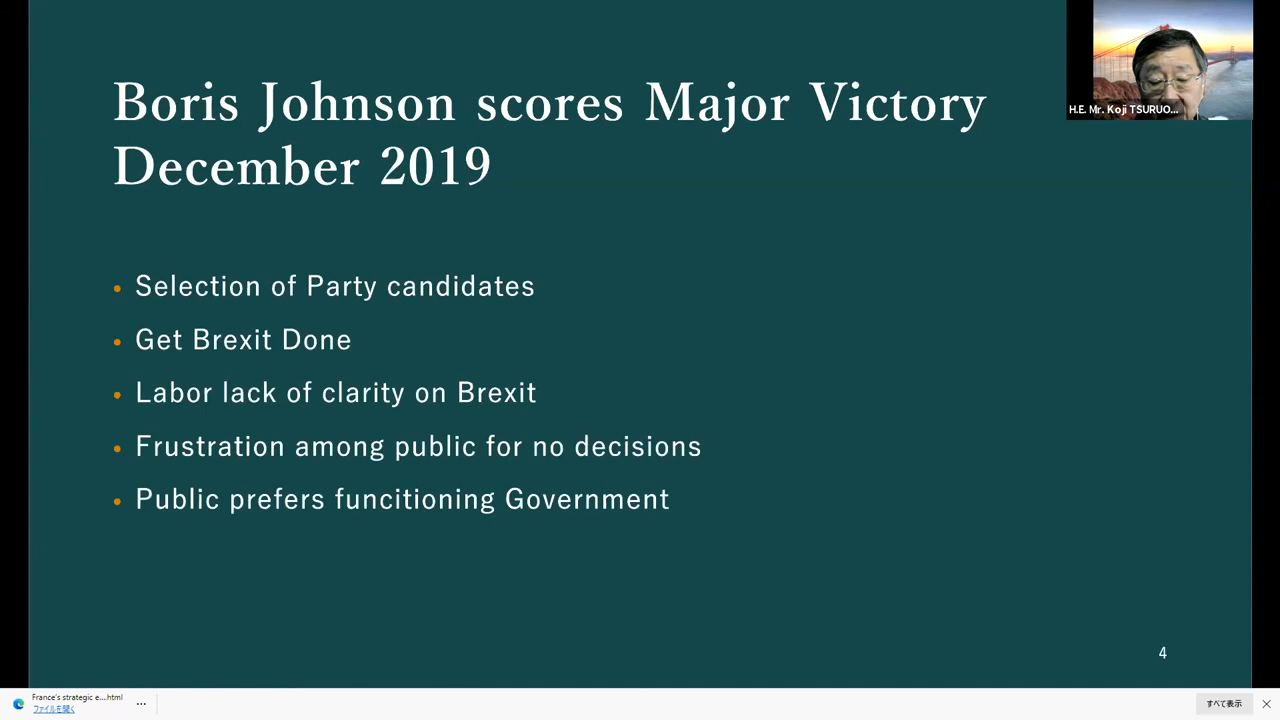 Boris Johnson scores Major Victory
December 2019
H.E. Mr. Koji TSURUO...
• Selection of Party candidates
• Get Brexit Done
• Labor lack of clarity on Brexit
• Frustration among public for no decisions
• Public prefers funcitioning Government
4
France's strategic e....html
ファイルを開く
すべて表示